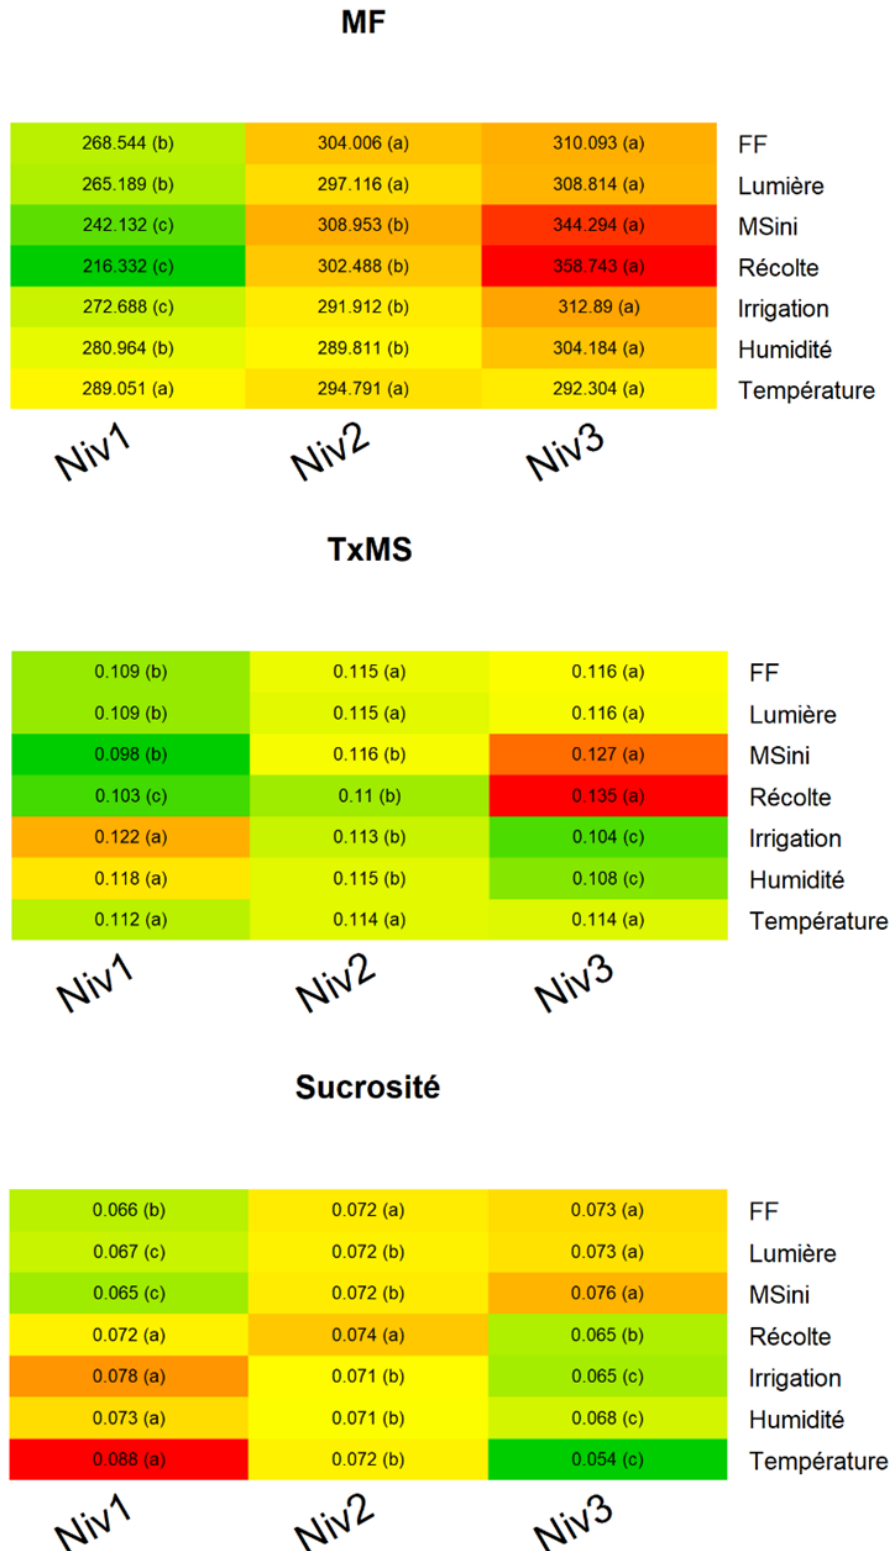 MF
268.544 (b) 304.006 (a) 310.093 (a) FF
265.189 (b) 297.116 (a) 308.814 (a) Lumière
242.132 (c) 308.953 (b) 344.294 (a) MSini
216.332 (c) 302.488 (b) 358.743 (a) Récolte
272.688 (c) 291.912 (b) 312.89 (a) Irrigation
280.964 (b) 289.811 (b) 304.184 (a) Humidité
289.051 (a) 294.791 (a) 292.304 (a) Température
Niv1 Niv2 Niv3
TxMS
0.109 (b) 0.115 (a) 0.116 (a) FF
0.109 (b) 0.115 (a) 0.116 (a) Lumière
0.098 (b) 0.116 (b) 0.127 (a) MSini
0.103 (c) 0.11 (b) 0.135 (a) Récolte
0.122 (a) 0.113 (b) 0.104 (c) Irrigation
0.118 (a) 0.115 (b) 0.108 (c) Humidité
0.112 (a) 0.114 (a) 0.114 (a) Température
Niv1 Niv2 Niv3
Sucrosité
0.066 (b) 0.072 (a) 0.073 (a) FF
0.067 (c) 0.072 (b) 0.073 (a) Lumière
0.065 (c) 0.072 (b) 0.076 (a) MSini
0.072 (a) 0.074 (a) 0.065 (b) Récolte
0.078 (a) 0.071 (b) 0.065 (c) Irrigation
0.073 (a) 0.071 (b) 0.068 (c) Humidité
0.088 (a) 0.072 (b) 0.054 (c) Température
Niv1 Niv2 Niv3